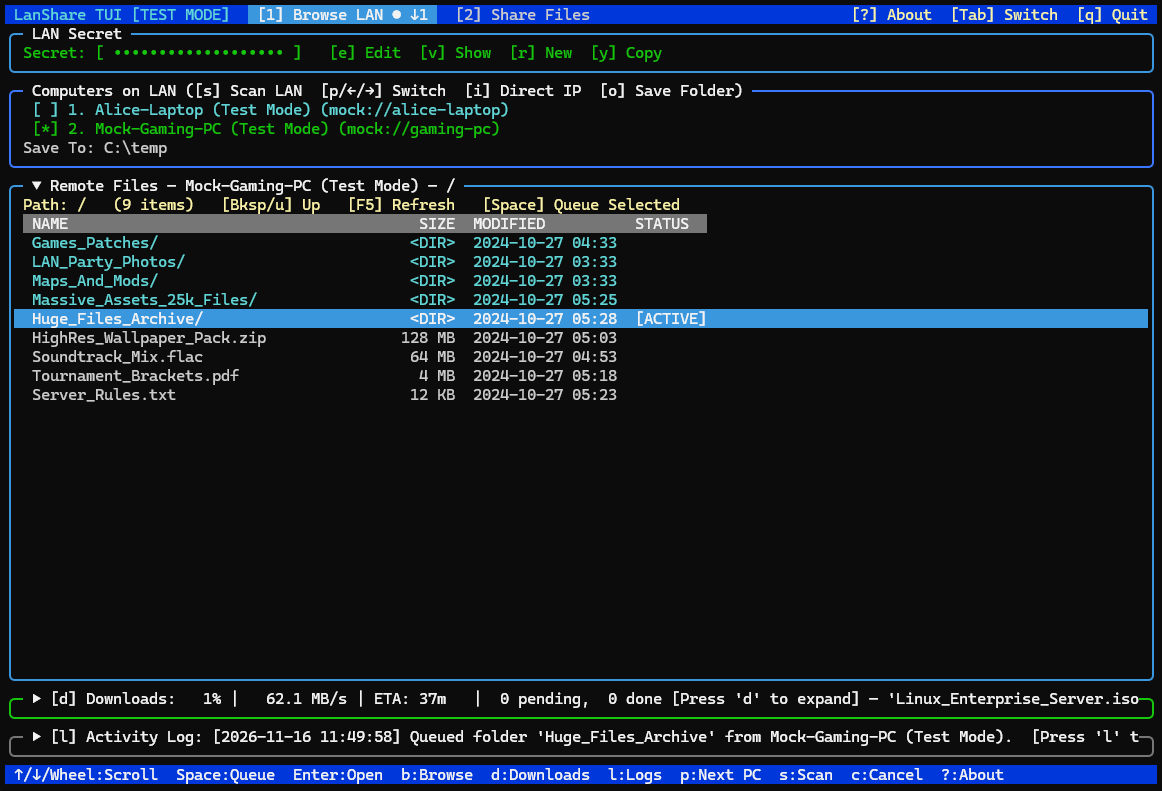 LanShare TUI [TEST MODE]  [1] Browse LAN ● ↓1  [2] Share Files  [?] About  [Tab] Switch  [q] Quit
LAN Secret
Secret: [ ••••••••••••••••••• ]  [e] Edit  [v] Show  [r] New  [y] Copy
Computers on LAN ([s] Scan LAN  [p/←/→] Switch  [i] Direct IP  [o] Save Folder)
[ ] 1. Alice-Laptop (Test Mode) (mock://alice-laptop)
[*] 2. Mock-Gaming-PC (Test Mode) (mock://gaming-pc)
Save To: C:\temp
▼ Remote Files — Mock-Gaming-PC (Test Mode) — /
Path: /   (9 items)   [Bksp/u] Up   [F5] Refresh   [Space] Queue Selected
NAME  SIZE  MODIFIED  STATUS
Games_Patches/  <DIR>  2024-10-27 04:33
LAN_Party_Photos/  <DIR>  2024-10-27 03:33
Maps_And_Mods/  <DIR>  2024-10-27 03:33
Massive_Assets_25k_Files/  <DIR>  2024-10-27 05:25
Huge_Files_Archive/  <DIR>  2024-10-27 05:28  [ACTIVE]
HighRes_Wallpaper_Pack.zip  128 MB  2024-10-27 05:03
Soundtrack_Mix.flac  64 MB  2024-10-27 04:53
Tournament_Brackets.pdf  4 MB  2024-10-27 05:18
Server_Rules.txt  12 KB  2024-10-27 05:23
▶ [d] Downloads:   1% |   62.1 MB/s | ETA: 37m   |  0 pending,  0 done [Press 'd' to expand] — 'Linux_Enterprise_Server.iso
▶ [l] Activity Log: [2026-11-16 11:49:58] Queued folder 'Huge_Files_Archive' from Mock-Gaming-PC (Test Mode).  [Press 'l' t
↑/↓/Wheel:Scroll  Space:Queue  Enter:Open  b:Browse  d:Downloads  l:Logs  p:Next PC  s:Scan  c:Cancel  ?:About